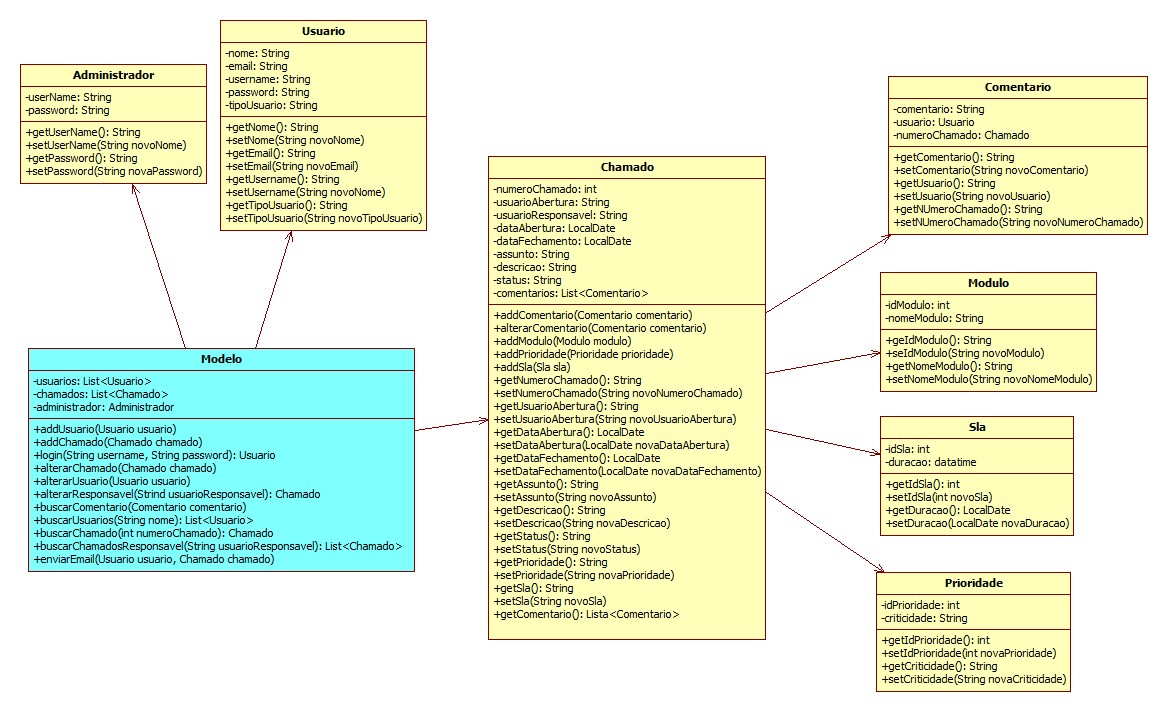 Administrador
-userName: String
-password: String
+getUserName(): String
+setUserName(String novoNome)
+getPassword(): String
+setPassword(String novaPassword)
Usuario
-nome: String
-email: String
-username: String
-password: String
-tipoUsuario: String
+getNome(): String
+setNome(String novoNome)
+getEmail(): String
+setEmail(String novoEmail)
+getUsername(): String
+setUsername(String novoNome)
+getTipoUsuario(): String
+setTipoUsuario(String novoTipoUsuario)
Modelo
-usuarios: List<Usuario>
-chamados: List<Chamado>
-administrador: Administrador
+addUsuario(Usuario usuario)
+addChamado(Chamado chamado)
+login(String username, String password): Usuario
+alterarChamado(Chamado chamado)
+alterarUsuario(Usuario usuario)
+alterarResponsavel(Strind usuarioResponsavel): Chamado
+buscarComentario(Comentario comentario)
+buscarUsuarios(String nome): List<Usuario>
+buscarChamado(int numeroChamado): Chamado
+buscarChamadosResponsavel(String usuarioResponsavel): List<Chamado>
+enviarEmail(Usuario usuario, Chamado chamado)
Chamado
-numeroChamado: int
-usuarioAbertura: String
-usuarioResponsavel: String
-dataAbertura: LocalDate
-dataFechamento: LocalDate
-assunto: String
-descricao: String
-status: String
-comentarios: List<Comentario>
+addComentario(Comentario comentario)
+alterarComentario(Comentario comentario)
+addModulo(Modulo modulo)
+addPrioridade(Prioridade prioridade)
+addSla(Sla sla)
+getNumeroChamado(): String
+setNumeroChamado(String novoNumeroChamado)
+getUsuarioAbertura(): String
+setUsuarioAbertura(String novoUsuarioAbertura)
+getDataAbertura(): LocalDate
+setDataAbertura(LocalDate novaDataAbertura)
+getDataFechamento(): LocalDate
+setDataFechamento(LocalDate novaDataFechamento)
+getAssunto(): String
+setAssunto(String novoAssunto)
+getDescricao(): String
+setDescricao(String novaDescricao)
+getStatus(): String
+setStatus(String novoStatus)
+getPrioridade(): String
+setPrioridade(String novaPrioridade)
+getSla(): String
+setSla(String novoSla)
+getComentario(): Lista<Comentario>
Comentario
-comentario: String
-usuario: Usuario
-numeroChamado: Chamado
+getComentario(): String
+setComentario(String novoComentario)
+getUsuario(): String
+setUsuario(String novoUsuario)
+getNUmeroChamado(): String
+setNUmeroChamado(String novoNumeroChamado)
Modulo
-idModulo: int
-nomeModulo: String
+geIdModulo(): String
+seIdModulo(String novoModulo)
+getNomeModulo(): String
+setNomeModulo(String novoNomeModulo)
Sla
-idSla: int
-duracao: datatime
+getIdSla(): int
+setIdSla(int novoSla)
+getDuracao(): LocalDate
+setDuracao(LocalDate novaDuracao)
Prioridade
-idPrioridade: int
-criticidade: String
+getIdPrioridade(): int
+setIdPrioridade(int novaPrioridade)
+getCriticidade(): String
+setCriticidade(String novaCriticidade)